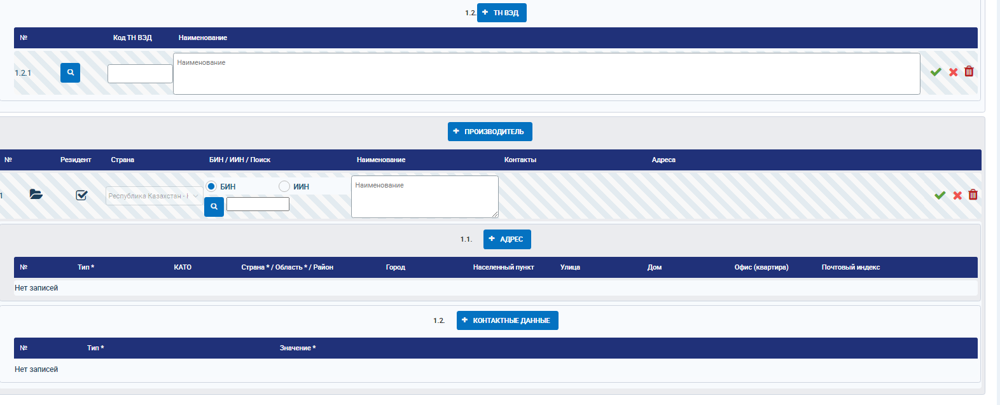 1.2. ТН ВЭД
№ Код ТН ВЭД Наименование
1.2.1 Наименование
ПРОИЗВОДИТЕЛЬ
№ Резидент Страна БИН / ИИН / Поиск Наименование Контакты Адреса
1 Республика Казахстан - БИН ИИН Наименование
1.1. АДРЕС
№ Тип * КАТО Страна * / Область * / Район Город Населенный пункт Улица Дом Офис (квартира) Почтовый индекс
Нет записей
1.2. КОНТАКТНЫЕ ДАННЫЕ
№ Тип * Значение *
Нет записей